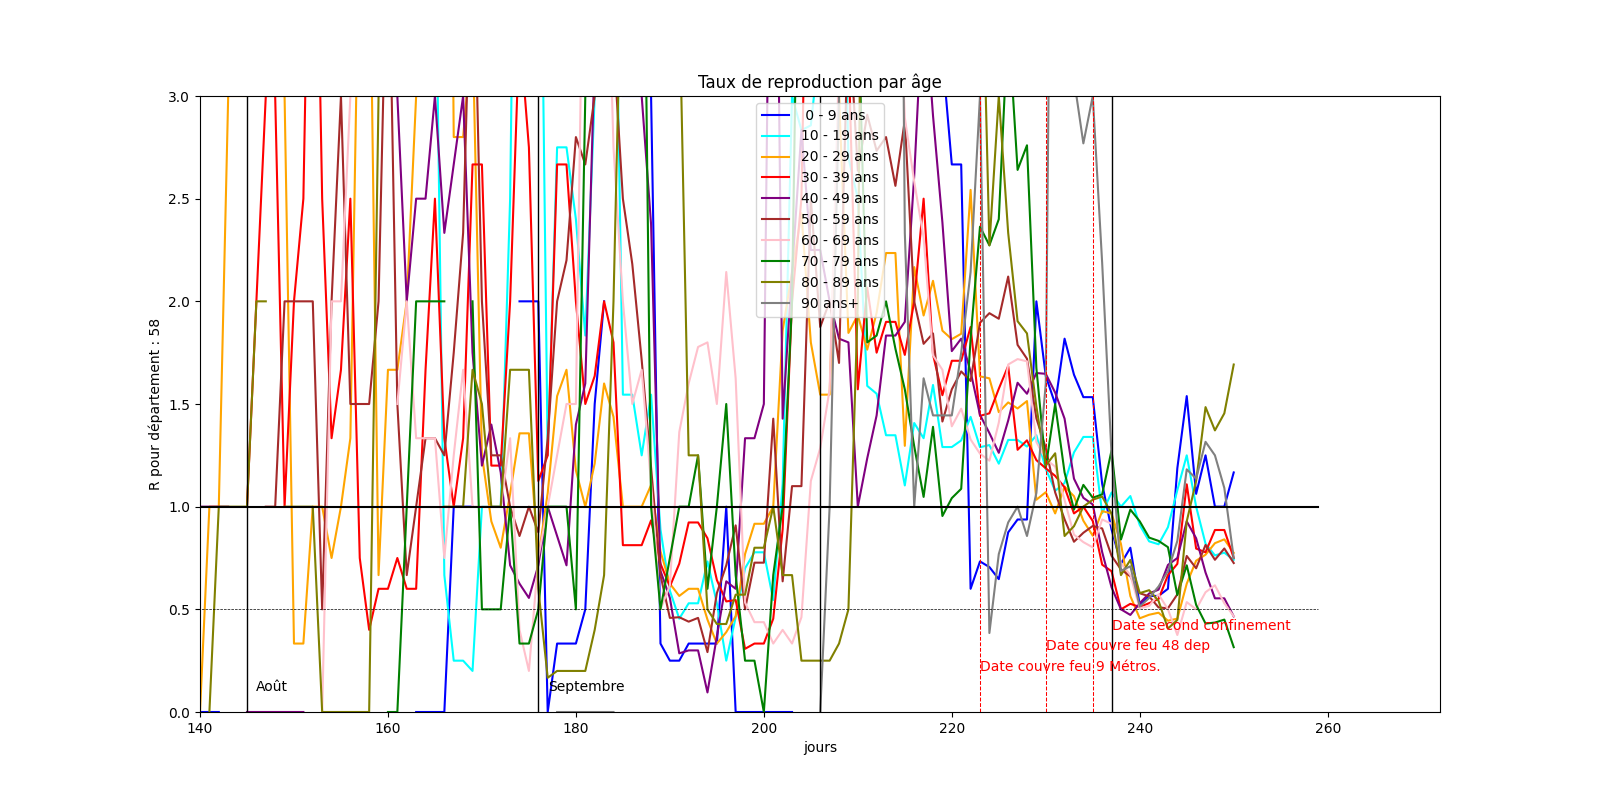 Taux de reproduction par âge
R pour département : 58
3.0
2.5
2.0
1.5
1.0
0.5
0.0
0 - 9 ans
10 - 19 ans
20 - 29 ans
30 - 39 ans
40 - 49 ans
50 - 59 ans
60 - 69 ans
70 - 79 ans
80 - 89 ans
90 ans+
Date second confinement
Date couvre feu 48 dep
Date couvre feu 9 Métros.
Août
Septembre
140
160
180
200
220
240
260
jours